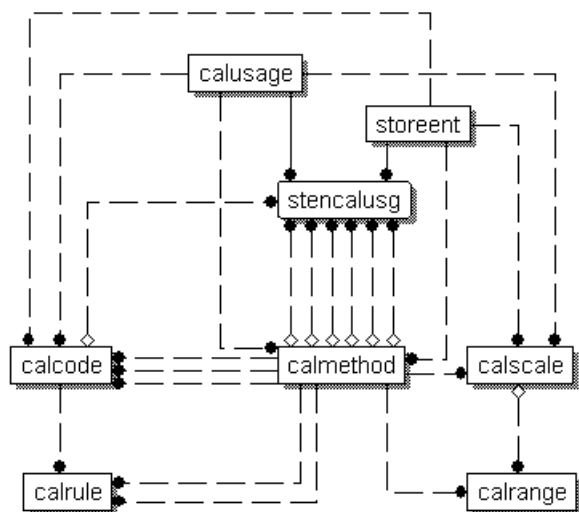 calusage
storeent
stencalusg
calcode
calmethod
calscale
calrule
calrange